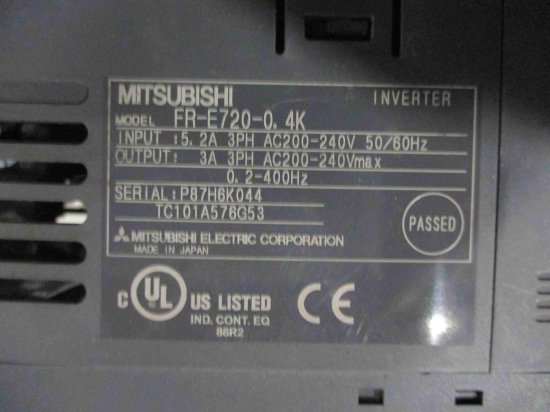 MITSUBISHI INVERTER
MODEL FR-E720-0.4K
INPUT :5.2A 3PH AC200-240V 50/60Hz
OUTPUT: 3A 3PH AC200-240Vmax
0.2-400Hz
SERIAL:P87H6K044
TC101A576G53
PASSED
MITSUBISHI ELECTRIC CORPORATION
MADE IN JAPAN
C UL US LISTED CE
IND. CONT. EQ
88R2